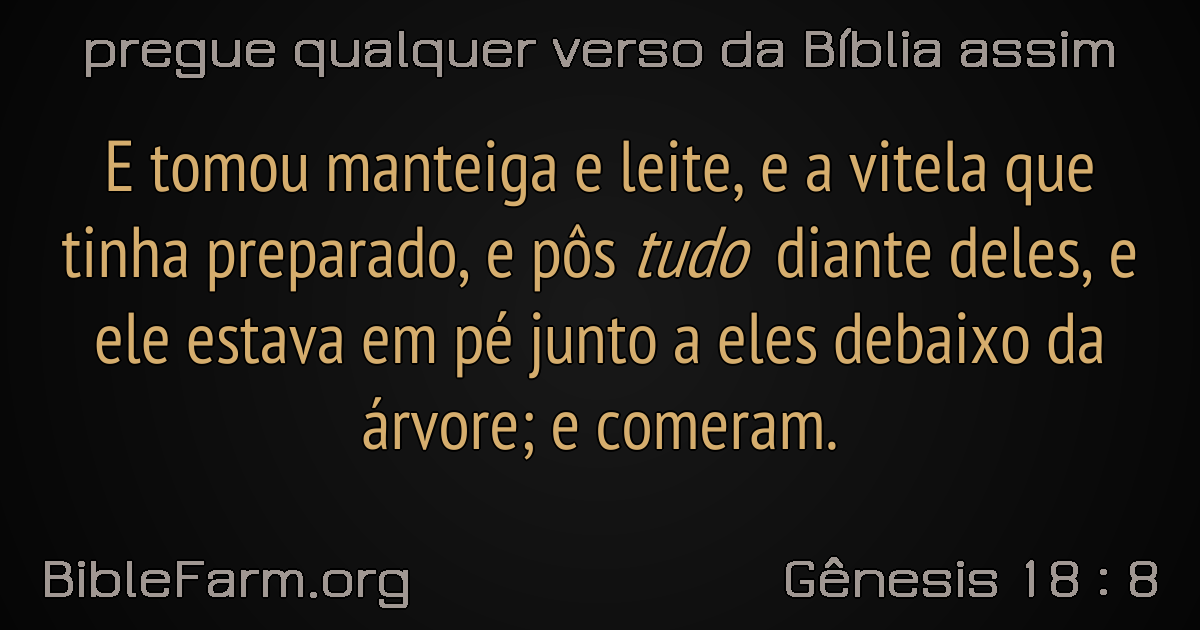 pregue qualquer verso da Bíblia assim
E tomou manteiga e leite, e a vitela que
tinha preparado, e pôs tudo diante deles, e
ele estava em pé junto a eles debaixo da
árvore; e comeram.
BibleFarm.org
Gênesis 18 : 8